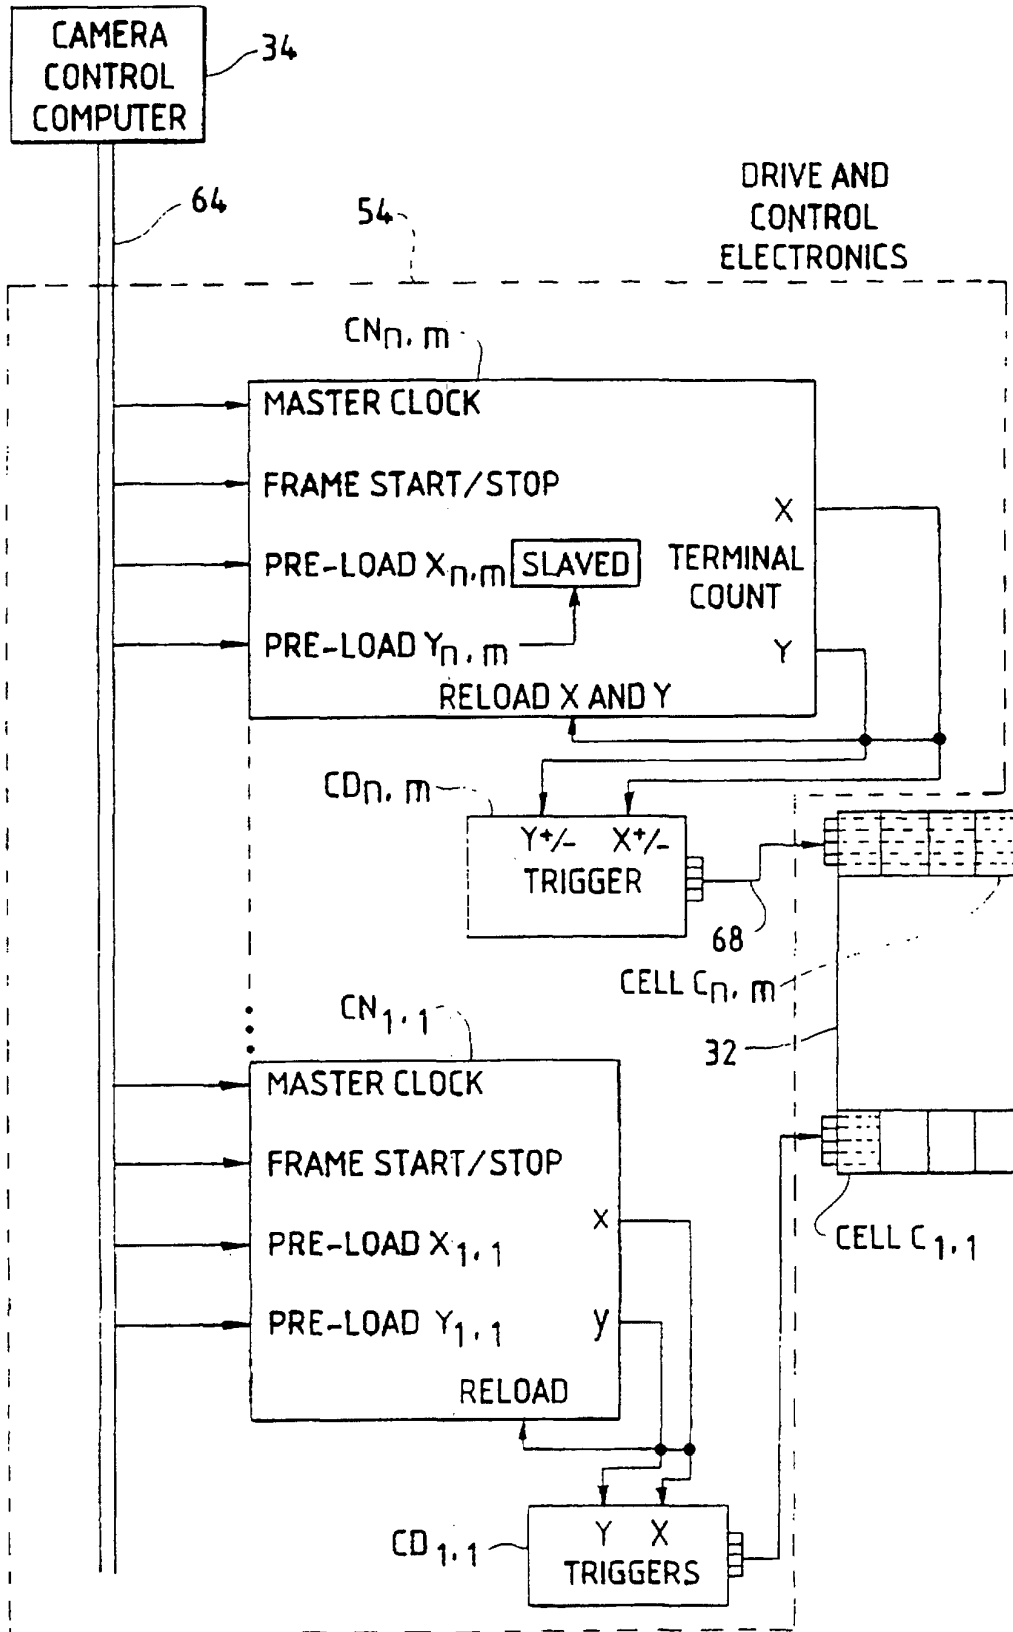 CAMERA
CONTROL
COMPUTER
34
64
54
DRIVE AND
CONTROL
ELECTRONICS
CNn,m
MASTER CLOCK
FRAME START/STOP
X
PRE-LOAD Xn,m SLAVED
TERMINAL
COUNT
PRE-LOAD Yn,m
Y
RELOAD X AND Y
CDn,m
Y+/- X+/-
TRIGGER
68
CELL Cn,m
CN1,1
32
MASTER CLOCK
FRAME START/STOP
x
PRE-LOAD X1,1
CELL C1,1
PRE-LOAD Y1,1
y
RELOAD
CD1,1
Y X
TRIGGERS